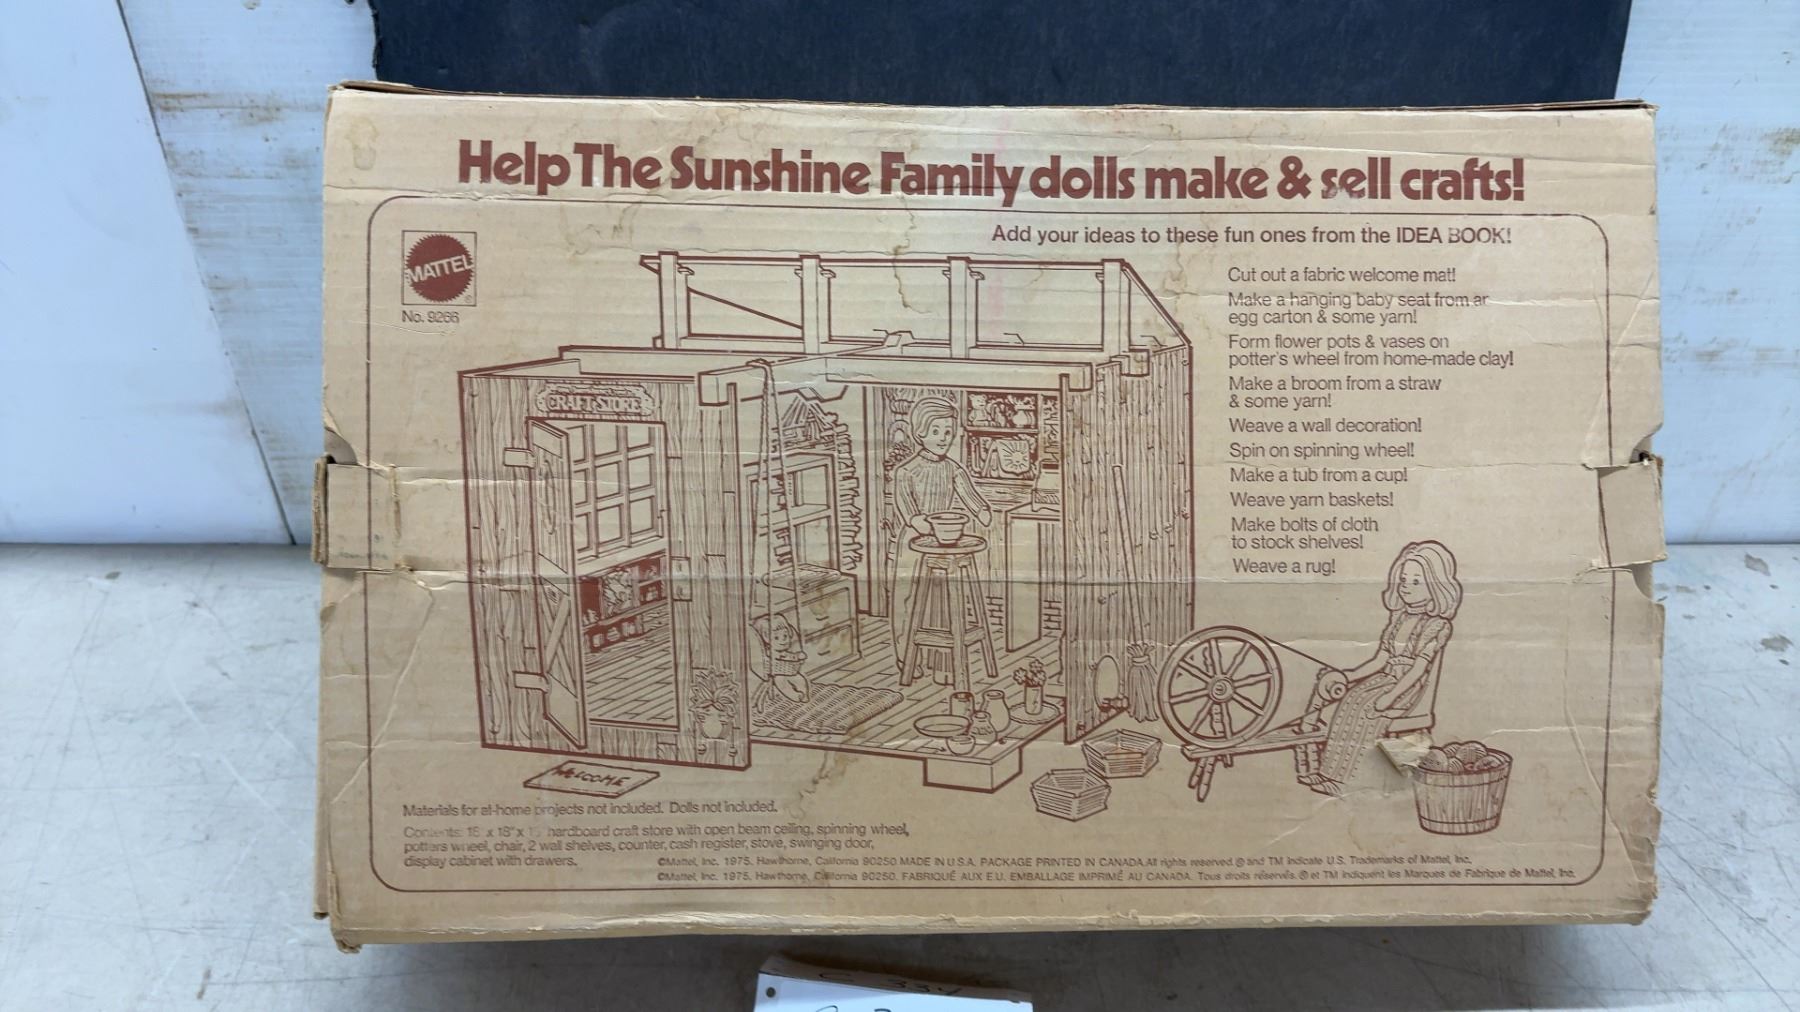 Help The Sunshine Family dolls make & sell crafts!
Add your ideas to these fun ones from the IDEA BOOK!
MATTEL
®
No. 9266
Cut out a fabric welcome mat!
Make a hanging baby seat from an
egg carton & some yarn!
Form flower pots & vases on
potter's wheel from home-made clay!
Make a broom from a straw
& some yarn!
Weave a wall decoration!
Spin on spinning wheel!
Make a tub from a cup!
Weave yarn baskets!
Make bolts of cloth
to stock shelves!
Weave a rug!
CRAFT STORE
WELCOME
Materials for at-home projects not included. Dolls not included.
Contents: 18" x hardboard craft store with open beam ceiling, spinning wheel,
potters wheel, chair, 2 wall shelves, counter, cash register, stove, swinging door,
display cabinet with drawers.
©Mattel, Inc. 1975. Hawthorne, California 90250 MADE IN U.S.A. PACKAGE PRINTED IN CANADA. All rights reserved. ® and TM indicate U.S. Trademarks of Mattel, Inc.
©Mattel, Inc. 1975. Hawthorne, California 90250. FABRIQUÉ AUX E.U. EMBALLAGE IMPRIMÉ AU CANADA. Tous droits réservés. ® et TM indiquent les Marques de Fabrique de Mattel, Inc.